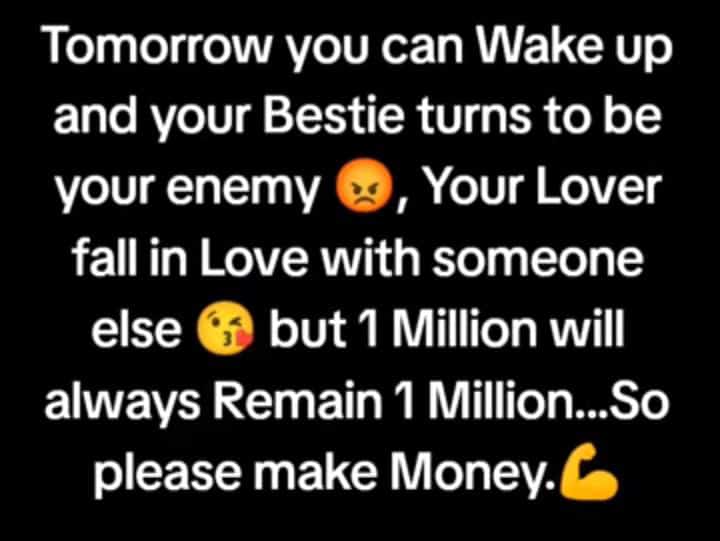 Tomorrow you can Wake up
and your Bestie turns to be
your enemy 😡, Your Lover
fall in Love with someone
else 😘 but 1 Million will
always Remain 1 Million...So
please make Money.💪